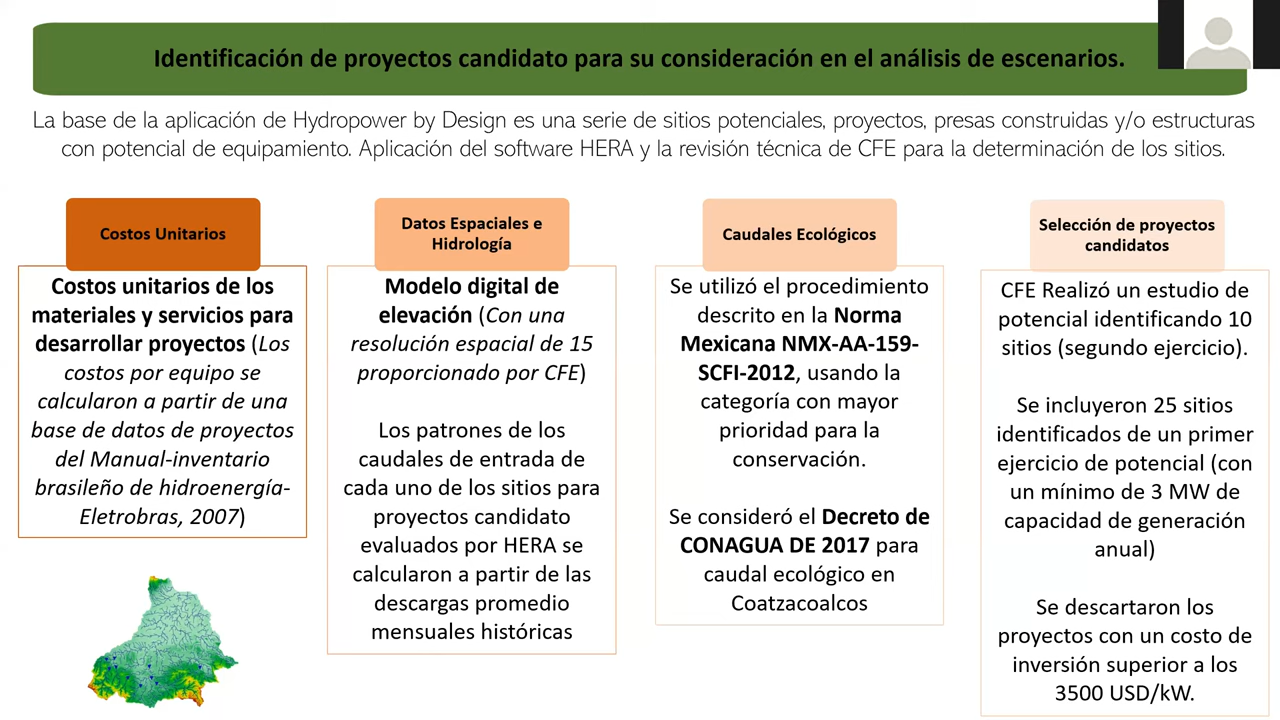 Identificación de proyectos candidato para su consideración en el análisis de escenarios.
La base de la aplicación de Hydropower by Design es una serie de sitios potenciales, proyectos, presas construidas y/o estructuras
con potencial de equipamiento. Aplicación del software HERA y la revisión técnica de CFE para la determinación de los sitios.
Costos Unitarios
Costos unitarios de los
materiales y servicios para
desarrollar proyectos (Los
costos por equipo se
calcularon a partir de una
base de datos de proyectos
del Manual-inventario
brasileño de hidroenergía-
Eletrobras, 2007)
Datos Espaciales e
Hidrología
Modelo digital de
elevación (Con una
resolución espacial de 15
proporcionado por CFE)
Los patrones de los
caudales de entrada de
cada uno de los sitios para
proyectos candidato
evaluados por HERA se
calcularon a partir de las
descargas promedio
mensuales históricas
Caudales Ecológicos
Se utilizó el procedimiento
descrito en la Norma
Mexicana NMX-AA-159-
SCFI-2012, usando la
categoría con mayor
prioridad para la
conservación.
Se consideró el Decreto de
CONAGUA DE 2017 para
caudal ecológico en
Coatzacoalcos
Selección de proyectos
candidatos
CFE Realizó un estudio de
potencial identificando 10
sitios (segundo ejercicio).
Se incluyeron 25 sitios
identificados de un primer
ejercicio de potencial (con
un mínimo de 3 MW de
capacidad de generación
anual)
Se descartaron los
proyectos con un costo de
inversión superior a los
3500 USD/kW.